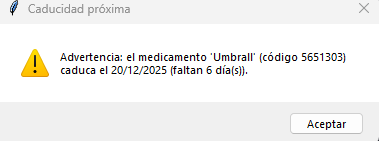 Caducidad próxima
Advertencia: el medicamento 'Umbrall' (código 5651303)
caduca el 20/12/2025 (faltan 6 día(s)).
Aceptar